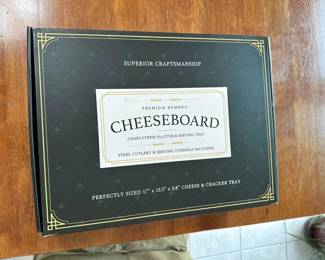 SUPERIOR CRAFTSMANSHIP
PREMIUM BAMBOO
CHEESEBOARD
CHARCUTERIE PLATTER & SERVING TRAY
STEEL CUTLERY & SERVING UTENSILS INCLUDED
PERFECTLY SIZED 17" x 13.5" x 0.8" CHEESE & CRACKER TRAY